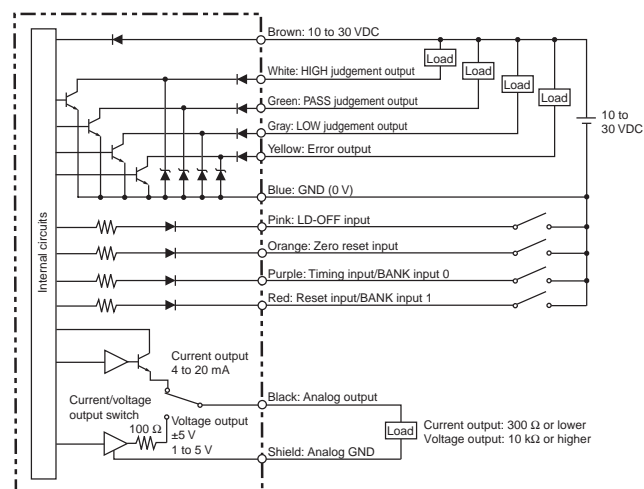 Brown: 10 to 30 VDC
Load
White: HIGH judgement output
Load
Green: PASS judgement output
Load
Gray: LOW judgement output
Load
Yellow: Error output
10 to
30 VDC
Blue: GND (0 V)
Internal circuits
Pink: LD-OFF input
Orange: Zero reset input
Purple: Timing input/BANK input 0
Red: Reset input/BANK input 1
Current output
4 to 20 mA
Current/voltage
output switch
100 Ω
Voltage output
±5 V
1 to 5 V
Black: Analog output
Load
Current output: 300 Ω or lower
Voltage output: 10 kΩ or higher
Shield: Analog GND